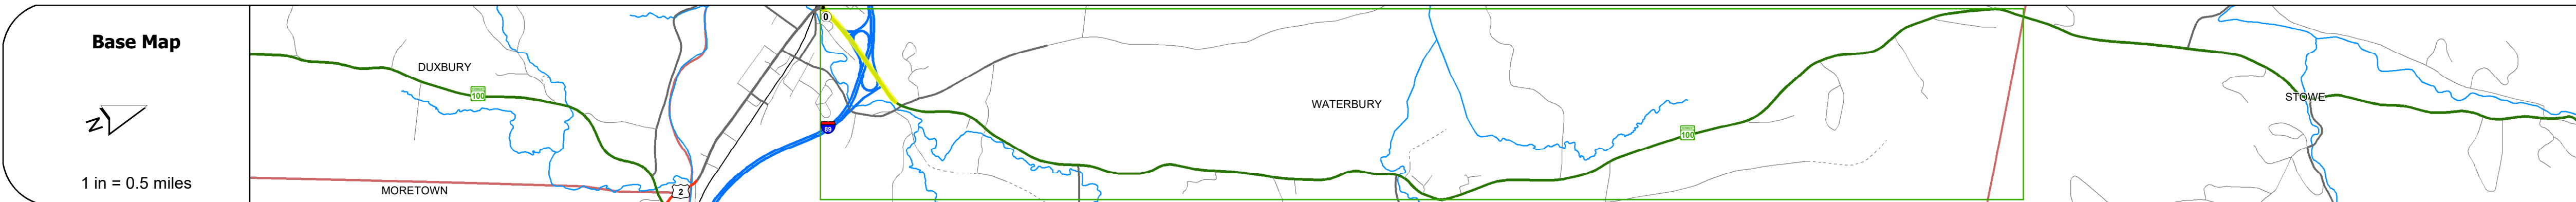 Base Map
N
1 in = 0.5 miles
DUXBURY
100
MORETOWN
2
0
89
WATERBURY
100
STOWE